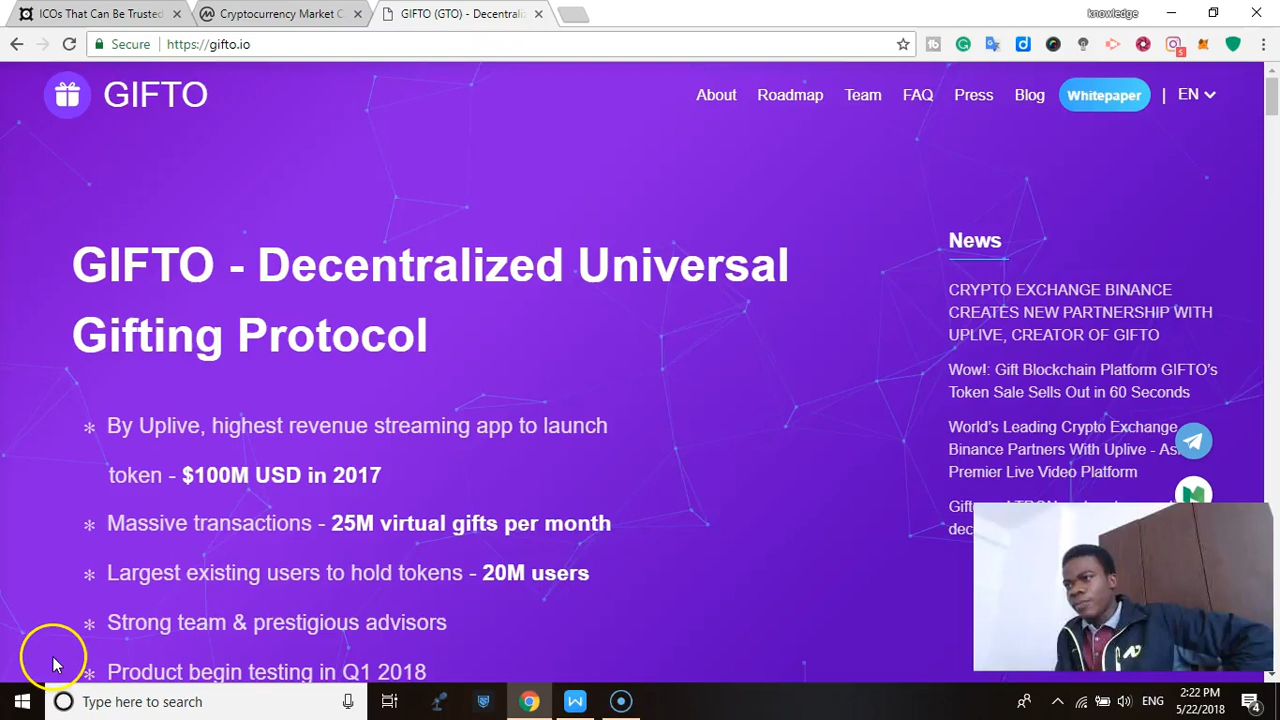 ICOs That Can Be Trusted
Cryptocurrency Market C
GIFTO (GTO) - Decentraliz
knowledge
Secure
https://gifto.io
5
GIFTO
About
Roadmap
Team
FAQ
Press
Blog
Whitepaper
| EN
GIFTO - Decentralized Universal
Gifting Protocol
* By Uplive, highest revenue streaming app to launch
token - $100M USD in 2017
* Massive transactions - 25M virtual gifts per month
* Largest existing users to hold tokens - 20M users
* Strong team & prestigious advisors
* Product begin testing in Q1 2018
News
CRYPTO EXCHANGE BINANCE
CREATES NEW PARTNERSHIP WITH
UPLIVE, CREATOR OF GIFTO
Wow!: Gift Blockchain Platform GIFTO's
Token Sale Sells Out in 60 Seconds
World's Leading Crypto Exchange
Binance Partners With Uplive - As
Premier Live Video Platform
Type here to search
ENG
2:22 PM
5/22/2018
4